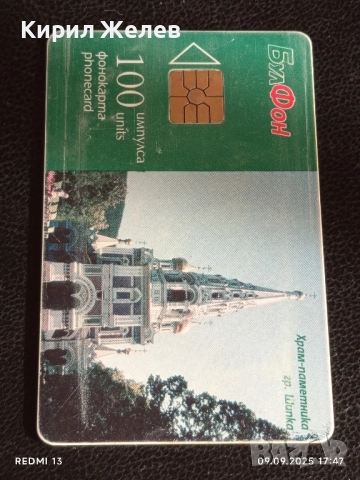 Кирил Желев
БулФон
100 импулса
units
фонокарта
phonecard
Храм-паметника
гр. Шипка
REDMI 13
09.09.2025 17:47